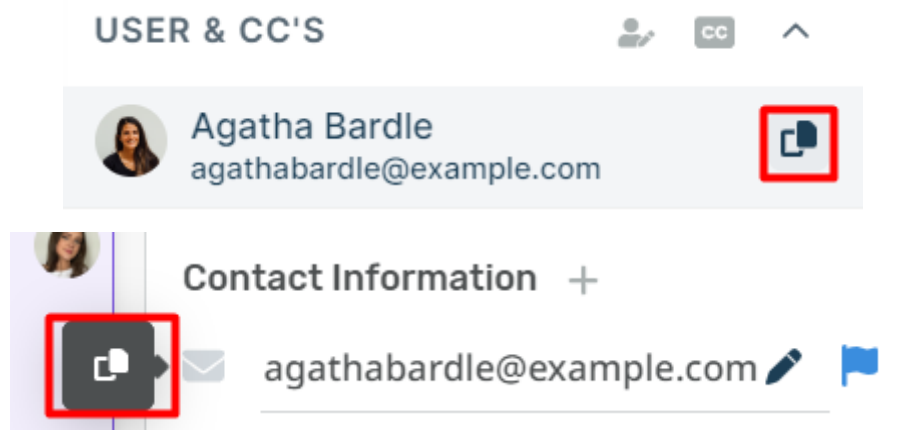 USER & CC'S
CC
Agatha Bardle
agathabardle@example.com
Contact Information
agathabardle@example.com